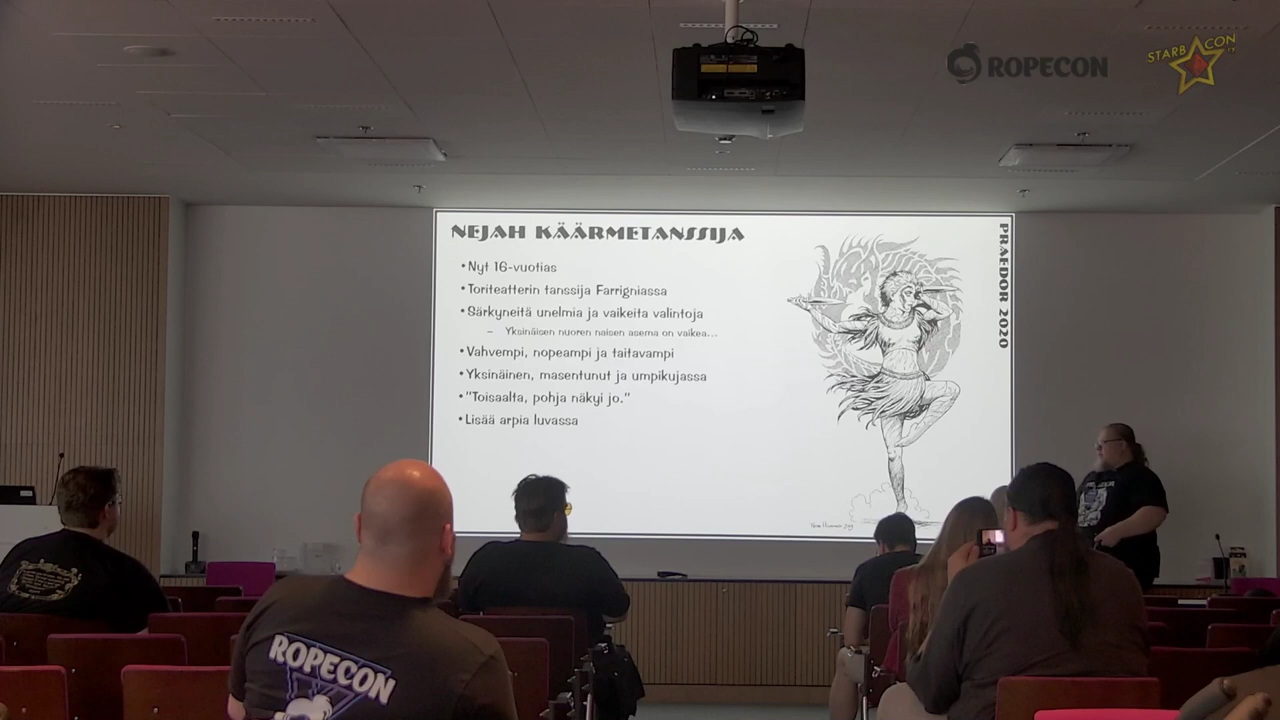 ROPECON
STARB CON
NEJAH KÄÄRMETANSSIJA
• Nyt 16-vuotias
• Toriteatterin tanssija Farrigniassa
• Särkyneitä unelmia ja vaikeita valintoja
– Yksinäisen nuoren naisen asema on vaikea...
• Vahvempi, nopeampi ja taitavampi
• Yksinäinen, masentunut ja umpikujassa
• "Toisaalta, pohja näkyi jo."
• Lisää arpia luvassa
PRAEDOR 2020
ROPECON